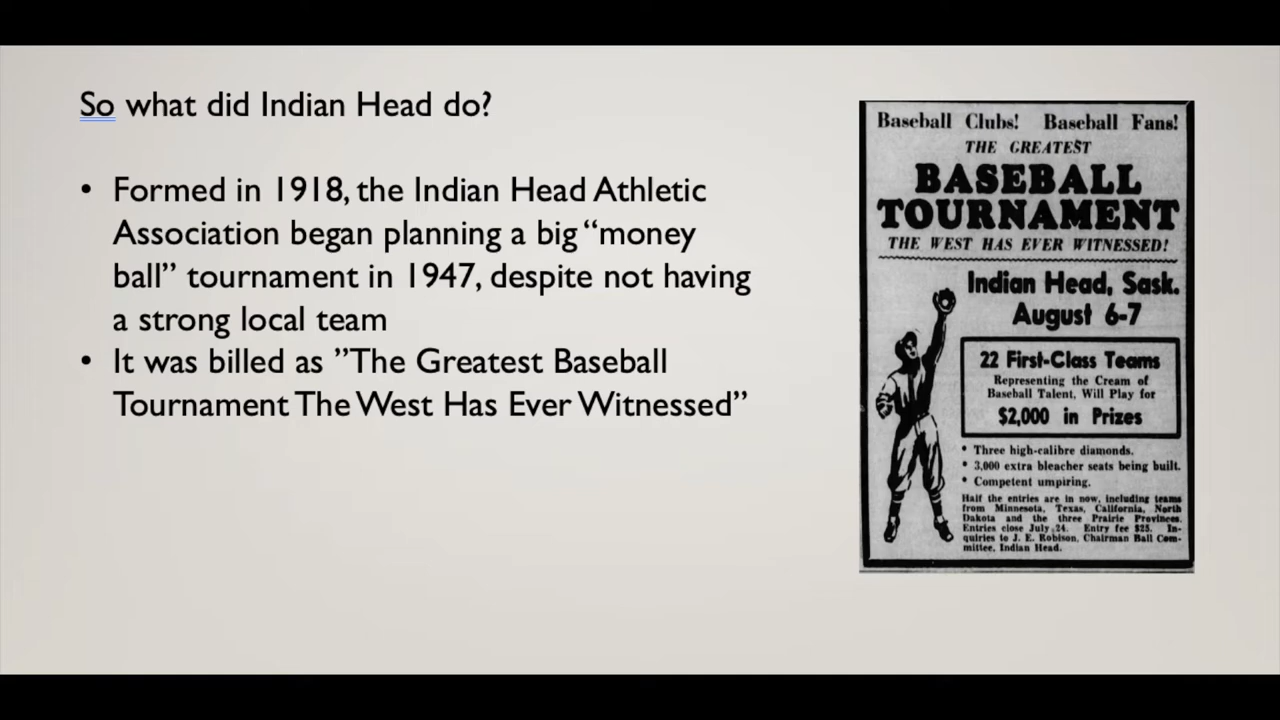 So what did Indian Head do?
• Formed in 1918, the Indian Head Athletic
Association began planning a big “money
ball” tournament in 1947, despite not having
a strong local team
• It was billed as ”The Greatest Baseball
Tournament The West Has Ever Witnessed”
Baseball Clubs! Baseball Fans!
THE GREATEST
BASEBALL
TOURNAMENT
THE WEST HAS EVER WITNESSED!
Indian Head, Sask.
August 6-7
22 First-Class Teams
Representing the Cream of
Baseball Talent, Will Play for
$2,000 in Prizes
• Three high-calibre diamonds.
• 3,000 extra bleacher seats being built.
• Competent umpiring.
Half the entries are in now, including teams
from Minnesota, Texas, California, North
Dakota and the three Prairie Provinces.
Entries close July 24. Entry fee $25. In-
quiries to J. E. Robison, Chairman Ball Com-
mittee, Indian Head.